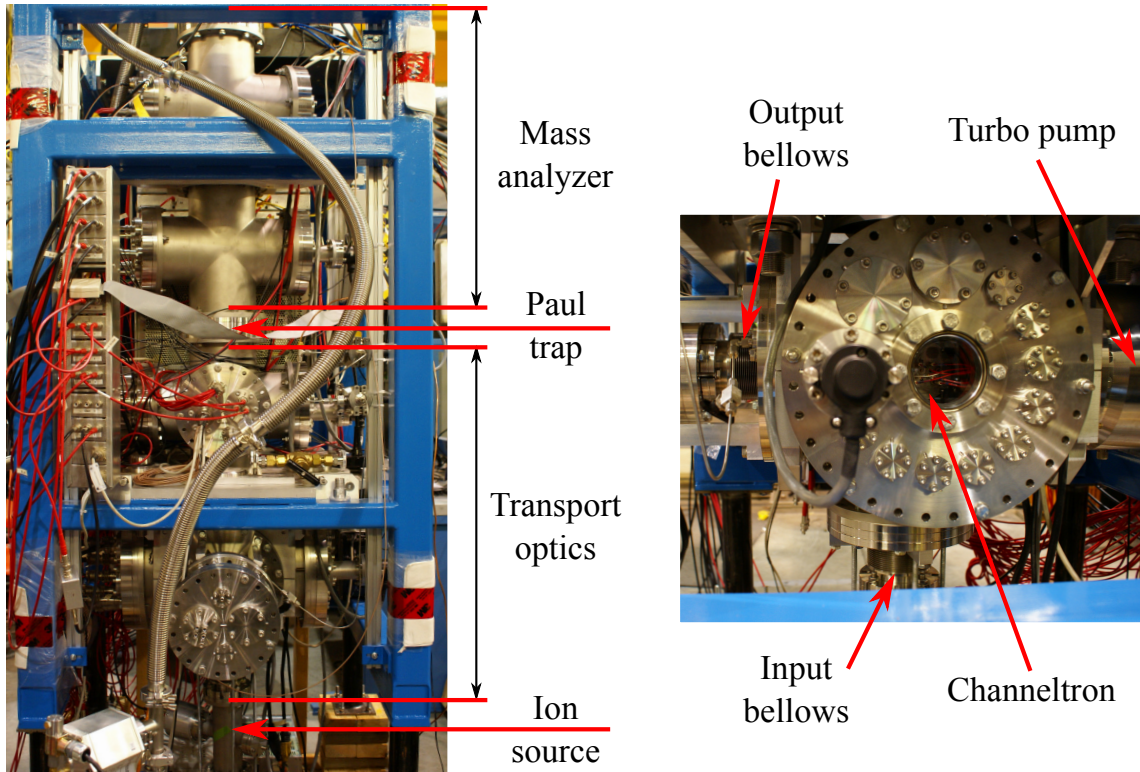 Mass
analyzer
Paul
trap
Transport
optics
Ion
source
Output
bellows
Turbo pump
Input
bellows
Channeltron